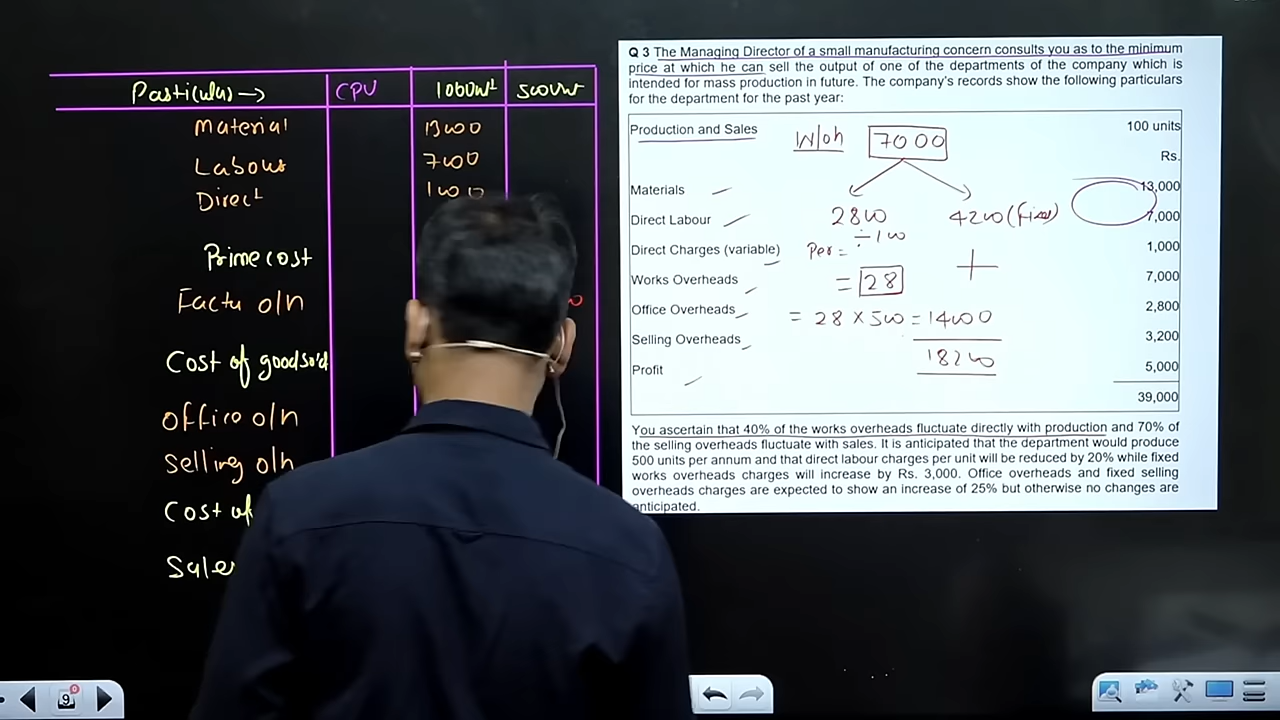 Particulars →
CPU
100unit
500unit
Material
13000
Labour
7000
Direct
1000
Prime cost
Factu o/h
Cost of goods sold
office o/h
Selling o/h
Cost of
Sale
Q 3 The Managing Director of a small manufacturing concern consults you as to the minimum
price at which he can sell the output of one of the departments of the company which is
intended for mass production in future. The company's records show the following particulars
for the department for the past year:
Production and Sales
100 units
Rs.
Materials
13,000
Direct Labour
7,000
Direct Charges (variable)
1,000
Works Overheads
7,000
Office Overheads
2,800
Selling Overheads
3,200
Profit
5,000
39,000
W/oh 7000
2800 4200 (fixed)
÷ 100
Per =
= 28
+
= 28 × 500 = 14000
18200
You ascertain that 40% of the works overheads fluctuate directly with production and 70% of
the selling overheads fluctuate with sales. It is anticipated that the department would produce
500 units per annum and that direct labour charges per unit will be reduced by 20% while fixed
works overheads charges will increase by Rs. 3,000. Office overheads and fixed selling
overheads charges are expected to show an increase of 25% but otherwise no changes are
anticipated.
9
0